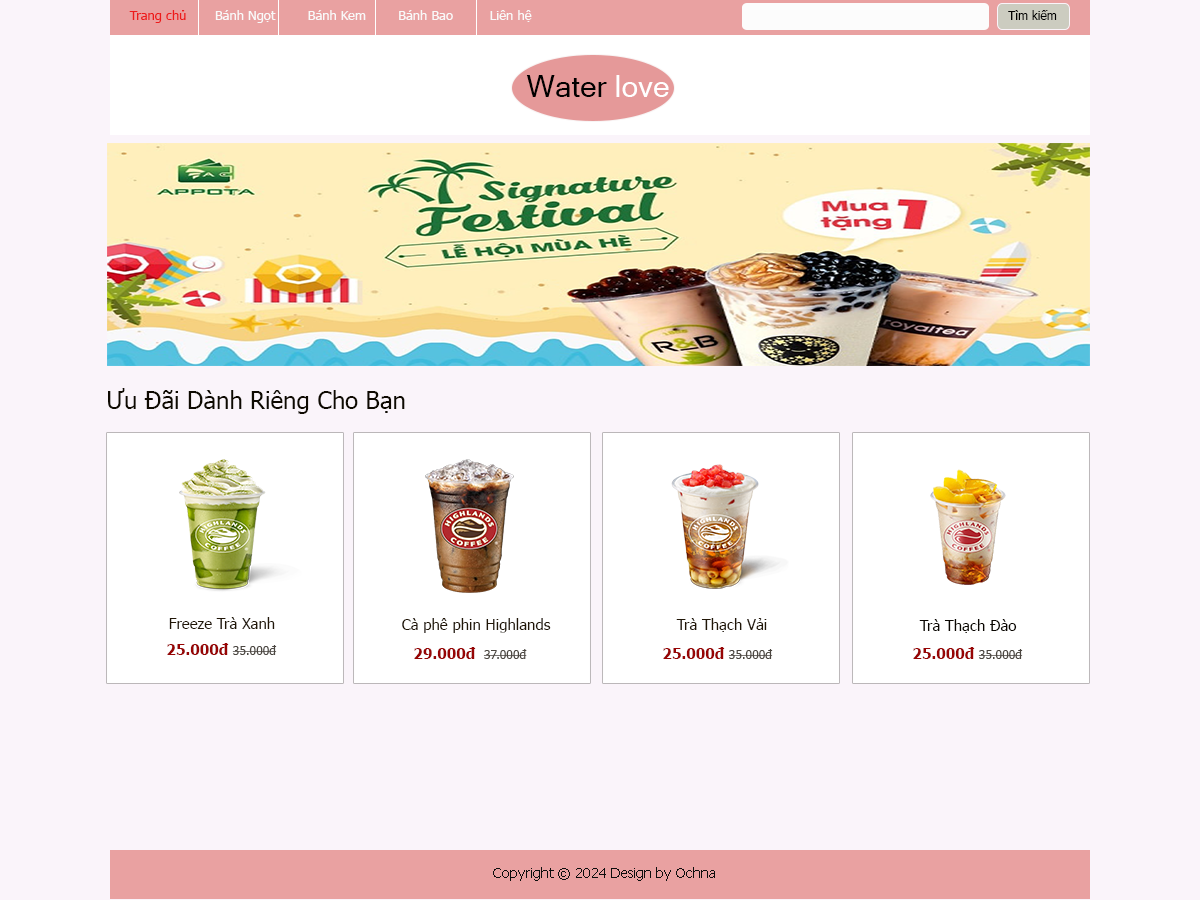 Trang chủ Bánh Ngọt Bánh Kem Bánh Bao Liên hệ Tìm kiếm
Water love
APPOTA
Signature
Festival
LỄ HỘI MÙA HÈ
Mua
tặng 1
R&B
royaltea
Ưu Đãi Dành Riêng Cho Bạn
HIGHLANDS
COFFEE
HIGHLANDS
COFFEE
HIGHLANDS
COFFEE
HIGHLANDS
COFFEE
Freeze Trà Xanh
25.000đ 35.000đ
Cà phê phin Highlands
29.000đ 37.000đ
Trà Thạch Vải
25.000đ 35.000đ
Trà Thạch Đào
25.000đ 35.000đ
Copyright © 2024 Design by Ochna